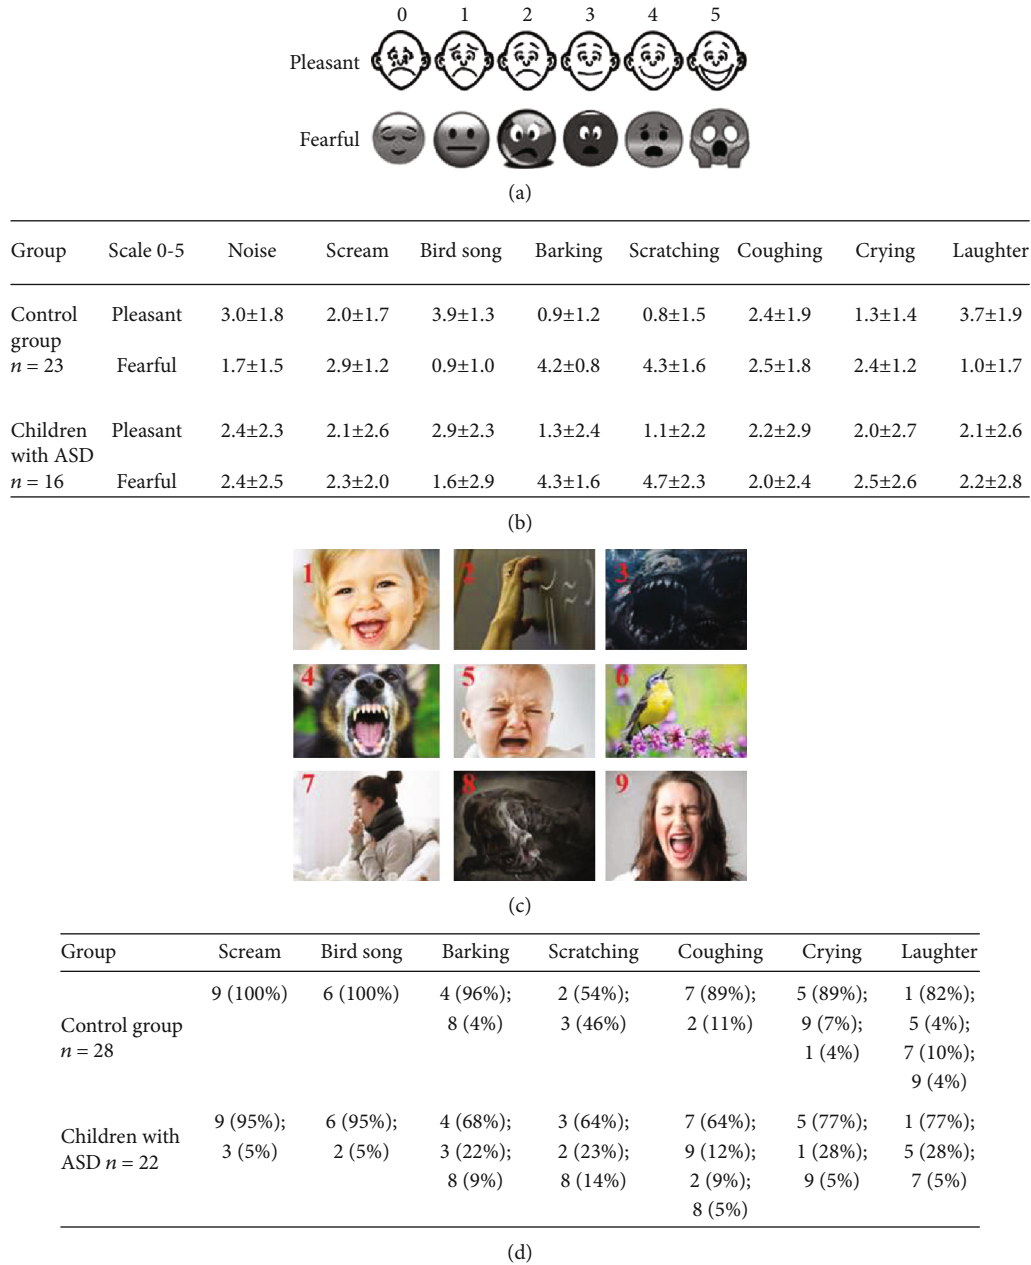 0 1 2 3 4 5
Pleasant
Fearful
(a)
Group Scale 0-5 Noise Scream Bird song Barking Scratching Coughing Crying Laughter
Control Pleasant 3.0±1.8 2.0±1.7 3.9±1.3 0.9±1.2 0.8±1.5 2.4±1.9 1.3±1.4 3.7±1.9
group
n = 23 Fearful 1.7±1.5 2.9±1.2 0.9±1.0 4.2±0.8 4.3±1.6 2.5±1.8 2.4±1.2 1.0±1.7
Children Pleasant 2.4±2.3 2.1±2.6 2.9±2.3 1.3±2.4 1.1±2.2 2.2±2.9 2.0±2.7 2.1±2.6
with ASD
n = 16 Fearful 2.4±2.5 2.3±2.0 1.6±2.9 4.3±1.6 4.7±2.3 2.0±2.4 2.5±2.6 2.2±2.8
(b)
1 2 3
4 5 6
7 8 9
(c)
Group Scream Bird song Barking Scratching Coughing Crying Laughter
9 (100%) 6 (100%) 4 (96%); 2 (54%); 7 (89%); 5 (89%); 1 (82%);
Control group 8 (4%) 3 (46%) 2 (11%) 9 (7%) 5 (4%);
n = 28 1 (4%) 7 (10%);
9 (4%)
9 (95%); 6 (95%); 4 (68%); 3 (64%); 7 (64%); 5 (77%); 1 (77%);
Children with 3 (5%) 2 (5%) 3 (22%); 2 (23%); 9 (12%); 1 (28%); 5 (28%);
ASD n = 22 8 (9%) 8 (14%) 2 (9%); 9 (5%) 7 (5%)
8 (5%)
(d)